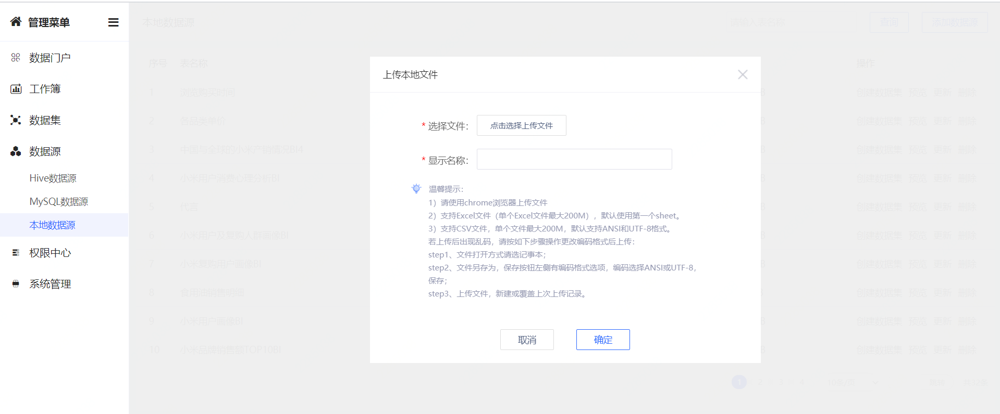 管理菜单
数据门户
工作簿
数据集
数据源
Hive数据源
MySQL数据源
本地数据源
权限中心
系统管理
本地数据源
请输入表名称
查询
添加数据源
序号 表名称 操作
1 浏览购买时间 B 创建数据集 预览 更新 删除
2 各品类单价 B 创建数据集 预览 更新 删除
3 中国与全球的小米产销情况BI4 B 创建数据集 预览 更新 删除
4 小米用户消费心理分析BI B 创建数据集 预览 更新 删除
5 代言 B 创建数据集 预览 更新 删除
6 小米用户及复购人群画像BI B 创建数据集 预览 更新 删除
7 小米复购用户画像BI B 创建数据集 预览 更新 删除
8 食用油销售明细 创建数据集 预览 更新 删除
9 小米用户画像BI B 创建数据集 预览 更新 删除
10 小米品牌销售额TOP10BI B 创建数据集 预览 更新 删除
1 2 3 4 10条/页 共32条
上传本地文件
* 选择文件： 点击选择上传文件
* 显示名称：
温馨提示：
1）请使用chrome浏览器上传文件
2）支持Excel文件（单个Excel文件最大200M），默认使用第一个sheet。
3）支持CSV文件，单个文件最大200M，默认支持ANSI和UTF-8格式。
若上传后出现乱码，请按如下步骤操作更改编码格式后上传：
step1、文件打开方式请选记事本；
step2、文件另存为，保存按钮左侧有编码格式选项，编码选择ANSI或UTF-8，
保存；
step3、上传文件，新建或覆盖上次上传记录。
取消
确定